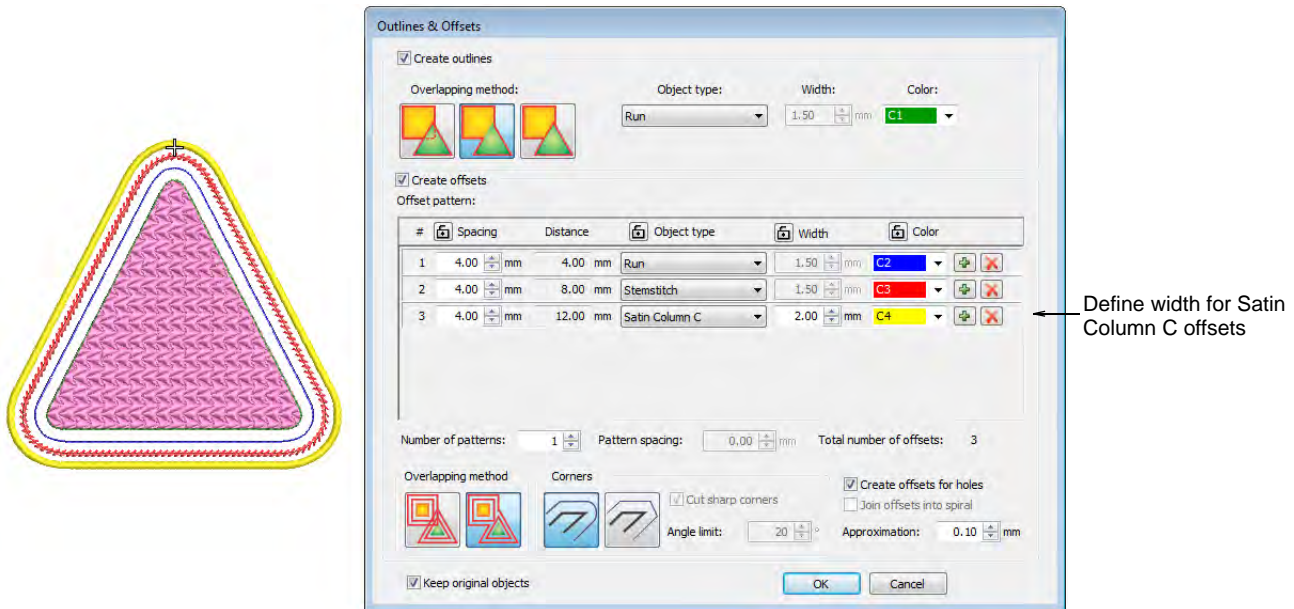 Outlines & Offsets
Create outlines
Overlapping method: Object type: Width: Color:
Run 1.50 mm C1
Create offsets
Offset pattern:
# Spacing Distance Object type Width Color
1 4.00 mm 4.00 mm Run 1.50 mm C2
2 4.00 mm 8.00 mm Stemstitch 1.50 mm C3
3 4.00 mm 12.00 mm Satin Column C 2.00 mm C4
Define width for Satin
Column C offsets
Number of patterns: 1 Pattern spacing: 0.00 mm Total number of offsets: 3
Overlapping method Corners
Cut sharp corners
Angle limit: 20 °
Create offsets for holes
Join offsets into spiral
Approximation: 0.10 mm
Keep original objects
OK Cancel